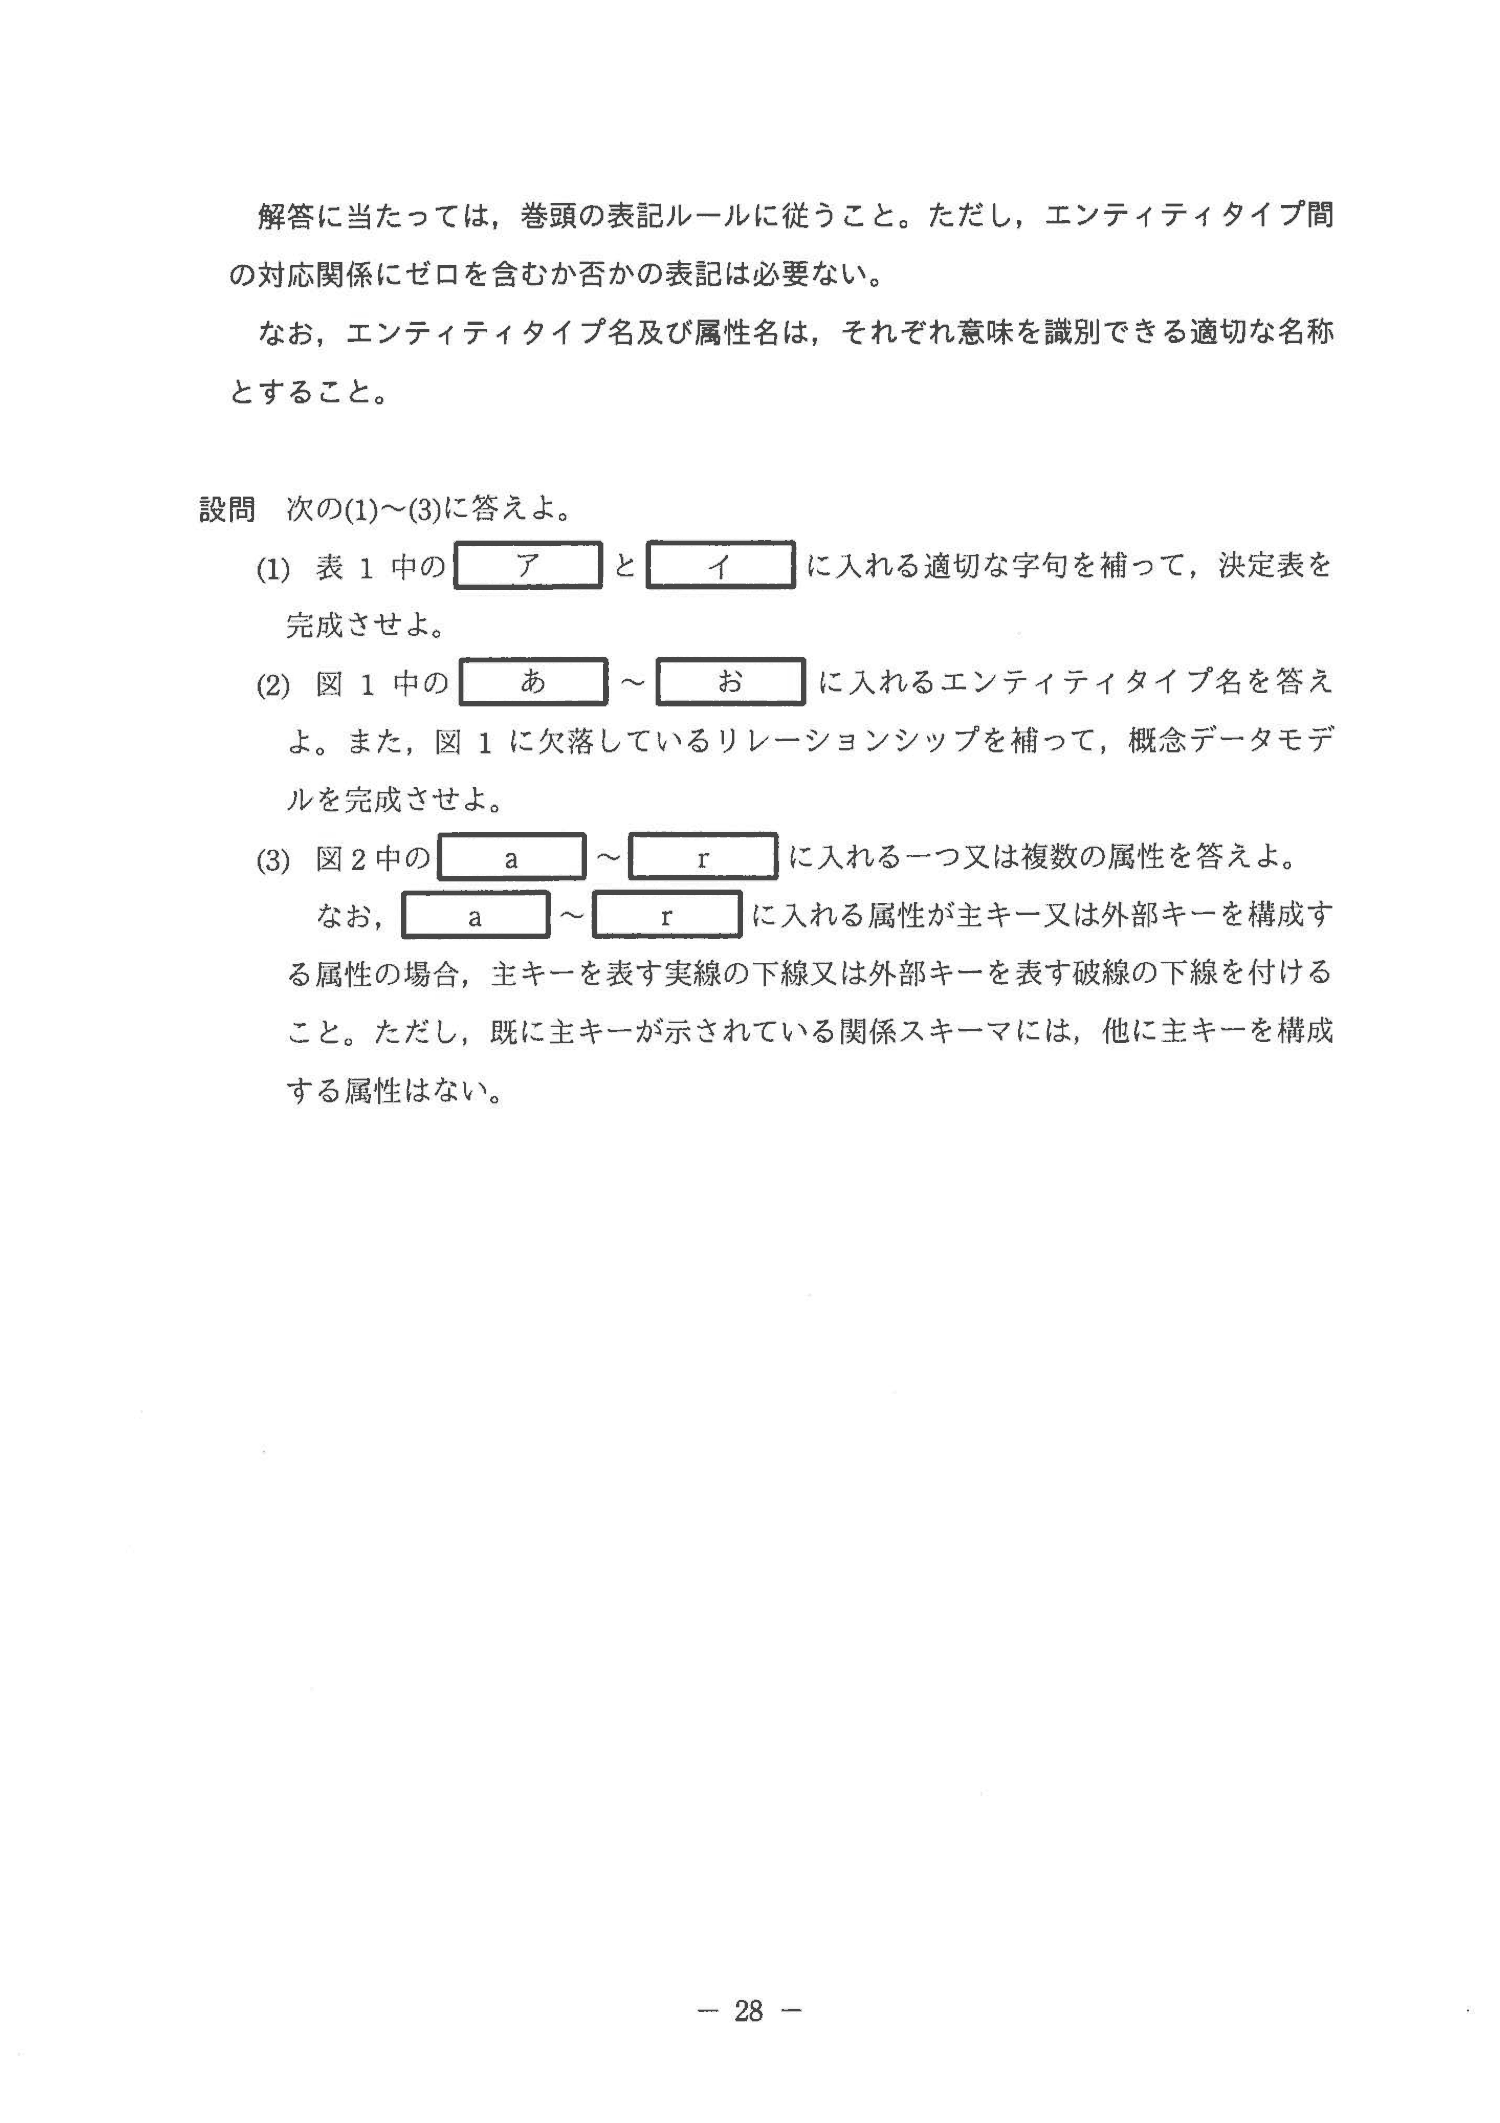 解答に当たっては，巻頭の表記ルールに従うこと。ただし，エンティティタイプ間
の対応関係にゼロを含むか否かの表記は必要ない。
なお，エンティティタイプ名及び属性名は，それぞれ意味を識別できる適切な名称
とすること。
設問　次の(1)～(3)に答えよ。
(1) 表 1 中の ア と イ に入れる適切な字句を補って，決定表を
完成させよ。
(2) 図 1 中の あ ～ お に入れるエンティティタイプ名を答え
よ。また，図 1 に欠落しているリレーションシップを補って，概念データモデ
ルを完成させよ。
(3) 図 2 中の a ～ r に入れる一つ又は複数の属性を答えよ。
なお， a ～ r に入れる属性が主キー又は外部キーを構成す
る属性の場合，主キーを表す実線の下線又は外部キーを表す破線の下線を付ける
こと。ただし，既に主キーが示されている関係スキーマには，他に主キーを構成
する属性はない。
－ 28 －